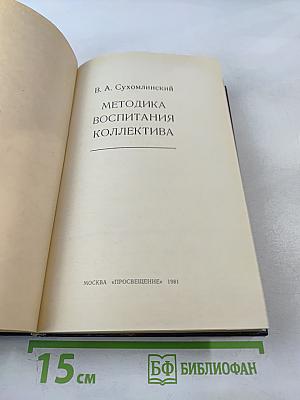 В. А. Сухомлинский
МЕТОДИКА
ВОСПИТАНИЯ
КОЛЛЕКТИВА
МОСКВА «ПРОСВЕЩЕНИЕ» 1981
15 см
БФ БИБЛИОФАН